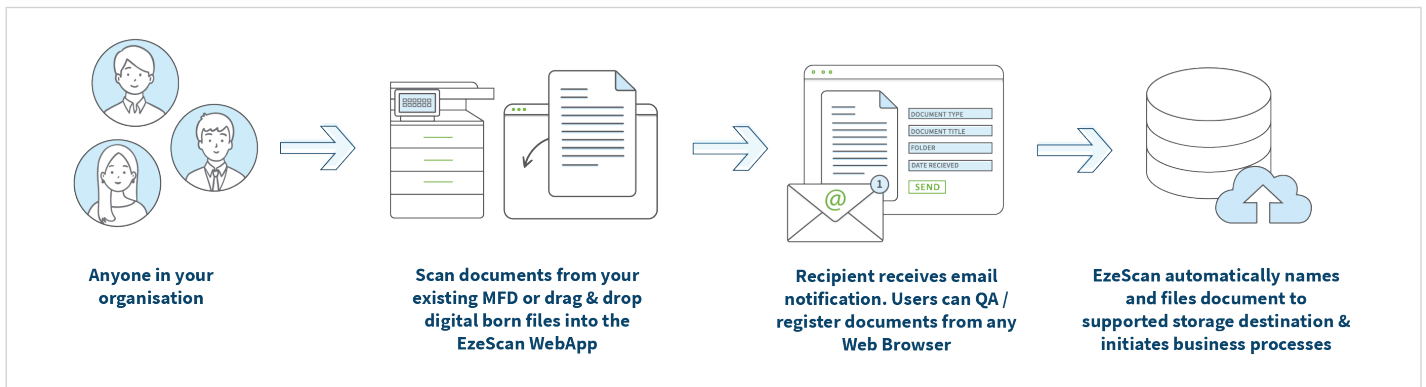 Anyone in your
organisation
Scan documents from your
existing MFD or drag & drop
digital born files into the
EzeScan WebApp
DOCUMENT TYPE
DOCUMENT TITLE
FOLDER
DATE RECIEVED
SEND
1
@
Recipient receives email
notification. Users can QA /
register documents from any
Web Browser
EzeScan automatically names
and files document to
supported storage destination &
initiates business processes